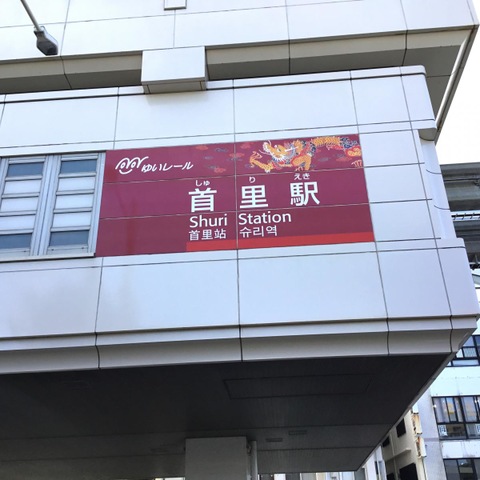 ゆいレール
しゅ り えき
首里駅
Shuri Station
首里站 슈리역